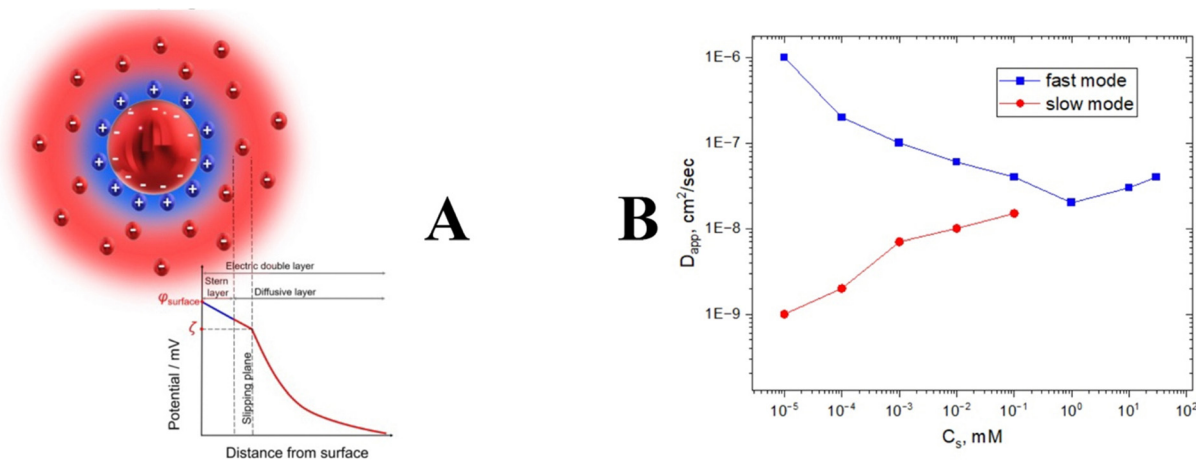 Electric double layer
Stern
layer
Diffusive layer
φsurface
ζ
Potential / mV
Slipping plane
Distance from surface
A
B
1E-6
1E-7
1E-8
1E-9
Dapp, cm²/sec
fast mode
slow mode
10⁻⁵ 10⁻⁴ 10⁻³ 10⁻² 10⁻¹ 10⁰ 10¹ 10²
Cs, mM